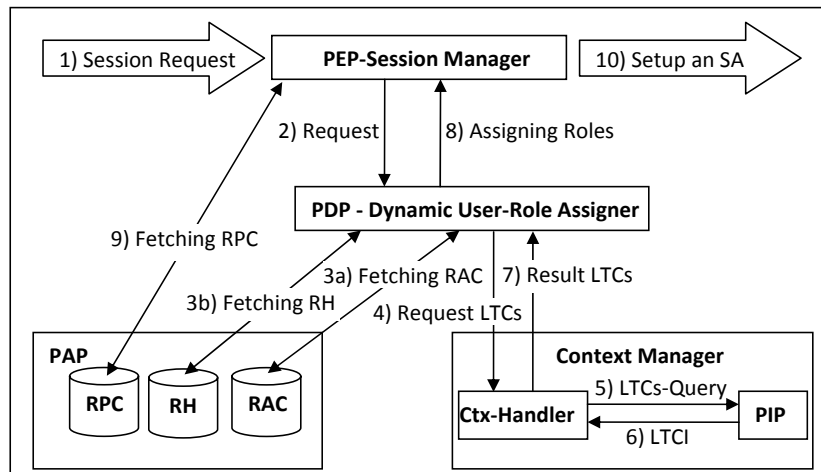 1) Session Request
PEP-Session Manager
10) Setup an SA
2) Request
8) Assigning Roles
PDP - Dynamic User-Role Assigner
9) Fetching RPC
3a) Fetching RAC
7) Result LTCs
3b) Fetching RH
4) Request LTCs
PAP
Context Manager
RPC
RH
RAC
Ctx-Handler
5) LTCs-Query
PIP
6) LTCI